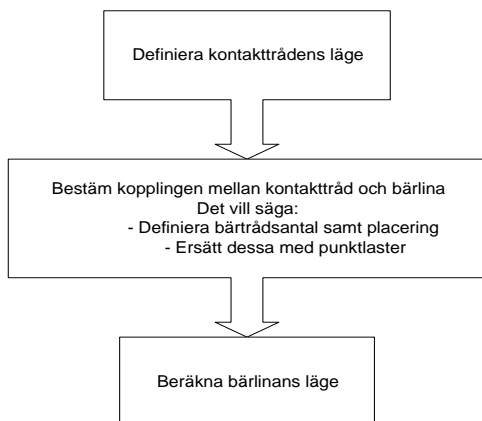 Definiera kontakttrådens läge
Bestäm kopplingen mellan kontakttråd och bärlina
Det vill säga:
- Definiera bärtrådsantal samt placering
- Ersätt dessa med punktlaster
Beräkna bärlinans läge